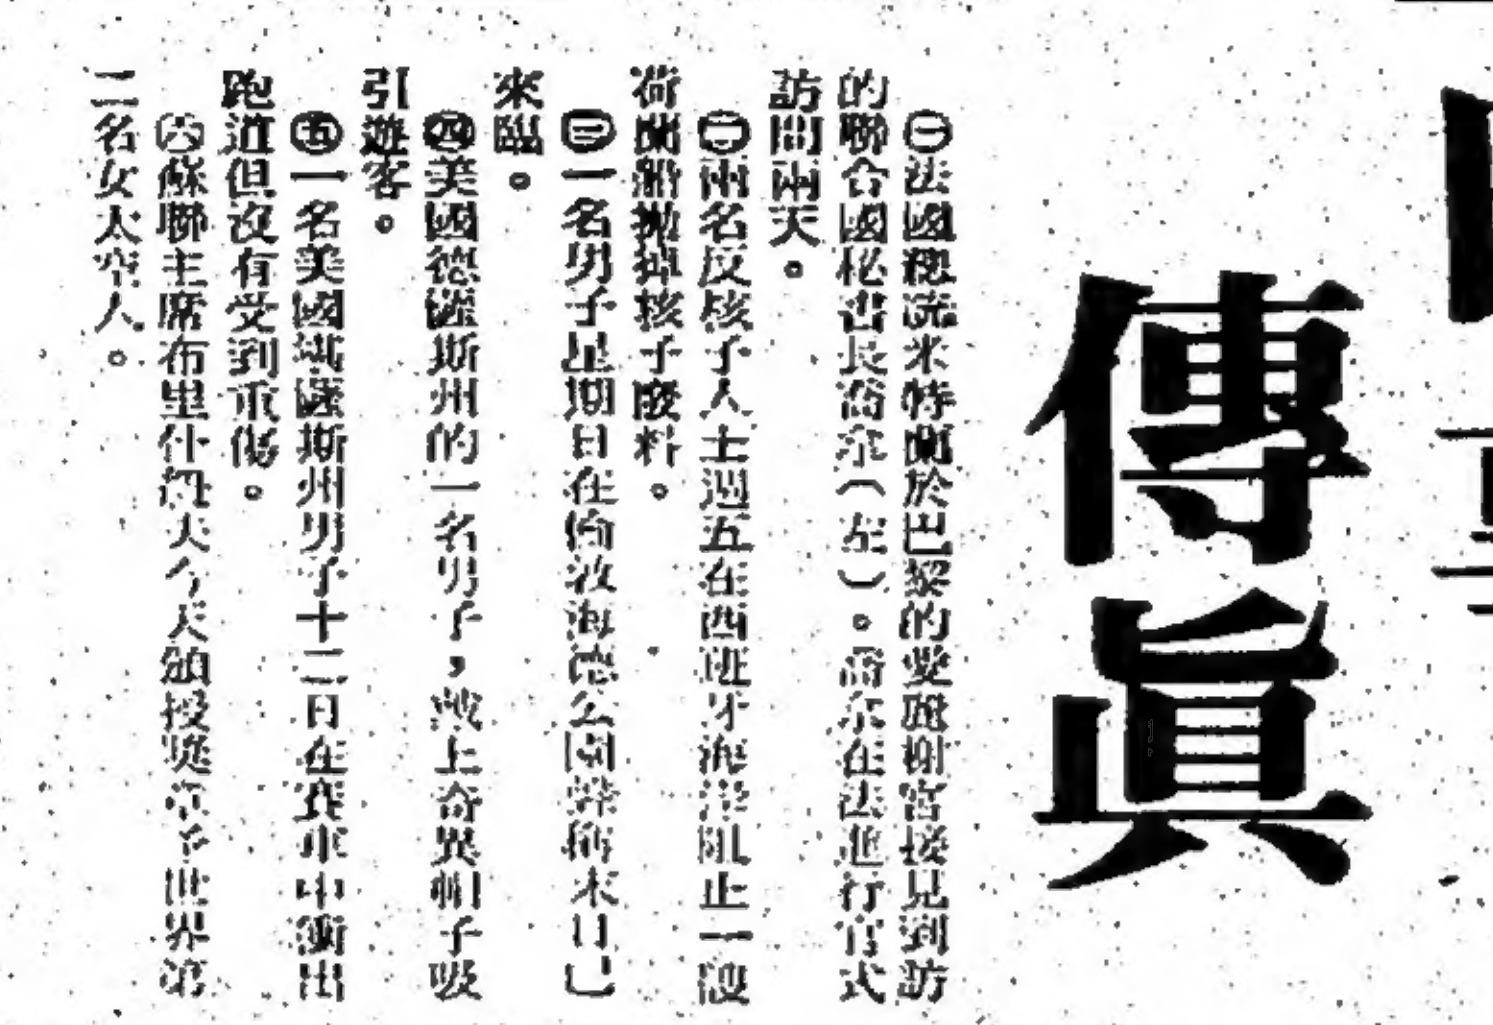 傳眞
㊀法國總統米特蘭於巴黎的愛麗榭宮接見到訪
的聯合國秘書長喬奈（左）。喬奈在法進行官式
訪問兩天。
㊁兩名反核子人士週五在西班牙海岸阻止一艘
荷蘭船拋掉核子廢料。
㊂一名男子星期日在倫敦海德公園聲稱末日已
來臨。
㊃美國德薩斯州的一名男子，戴上奇異帽子吸
引遊客。
㊄一名美國德薩斯州男子十二日在賽車中衝出
跑道但沒有受到重傷。
㊅蘇聯主席布里什涅夫今天頒授獎章予世界第
二名女太空人。